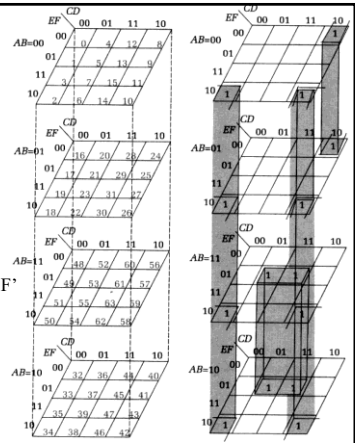 CD
EF 00 01 11 10
AB=00 00 0 4 12 8
01 5 13 9
11 3 7 15 11
10 2 6 14 10
CD
EF 00 01 11 10
AB=01 00 16 20 28 24
01 17 21 29 25
11 19 23 31 27
10 18 22 30 26
CD
EF 00 01 11 10
AB=11 00 48 52 60 56
01 49 53 61 57
F'
11 51 55 63 59
10 50 54 62 58
CD
EF 00 01 11 10
AB=10 00 32 36 44 40
01 33 37 45 41
11 35 39 47 43
10 34 38 46 42
CD
EF 00 01 11 10
AB=00 00 1
01
11
10 1 1
CD
EF 00 01 11 10
AB=01 00 1
01
11
10 1 1
CD
EF 00 01 11 10
AB=11 00
01 1 1
11
10 1 1
CD
EF 00 01 11 10
AB=10 00
01 1 1
11
10 1 1